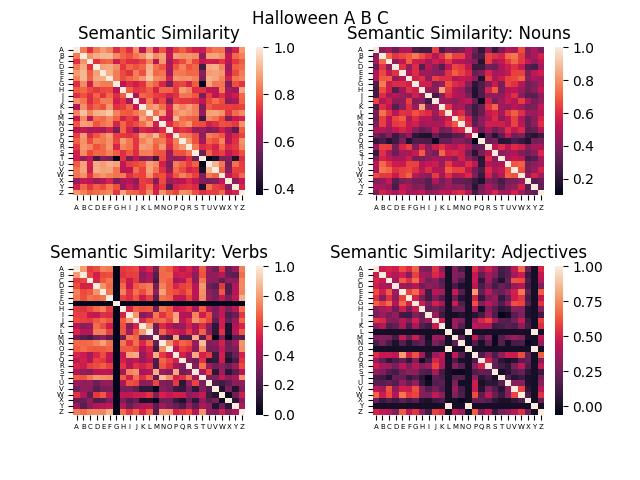 Halloween A B C
Semantic Similarity
Semantic Similarity: Nouns
A B C D E F G H I J K L M N O P Q R S T U V W X Y Z
1.0
0.8
0.6
0.4
A B C D E F G H I J K L M N O P Q R S T U V W X Y Z
1.0
0.8
0.6
0.4
0.2
Semantic Similarity: Verbs
Semantic Similarity: Adjectives
A B C D E F G H I J K L M N O P Q R S T U V W X Y Z
1.0
0.8
0.6
0.4
0.2
0.0
A B C D E F G H I J K L M N O P Q R S T U V W X Y Z
1.00
0.75
0.50
0.25
0.00